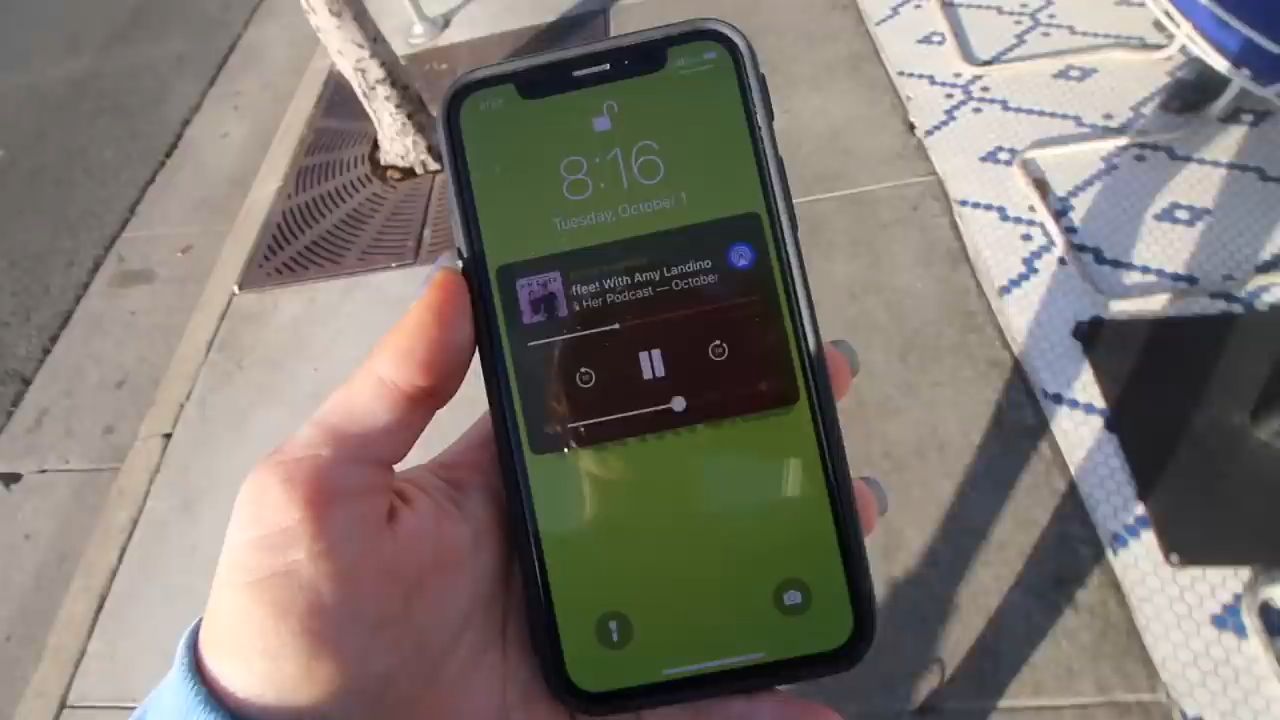 8:16
Tuesday, October 1
ffee! With Amy Landino
& Her Podcast — October